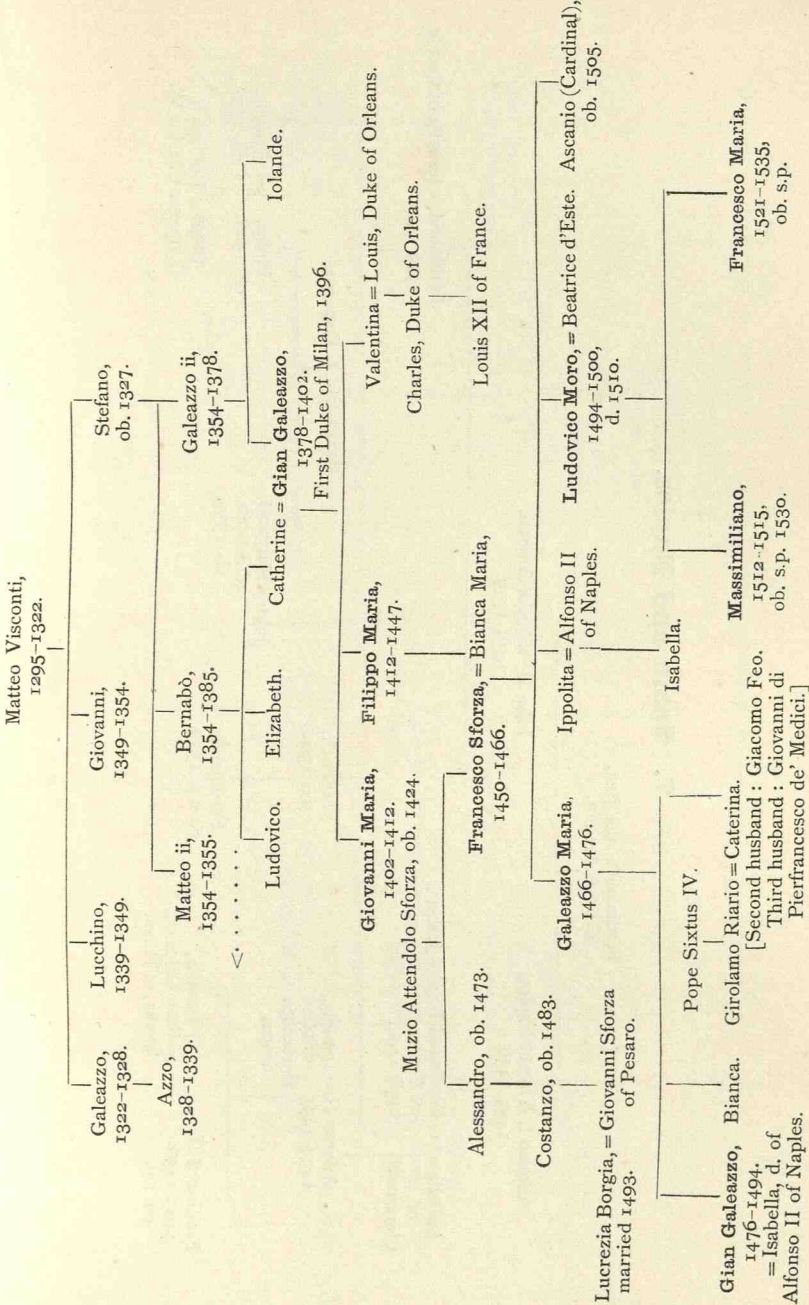 Matteo Visconti,
1295–1322.
Galeazzo,
1322–1328.
Lucchino,
1339–1349.
Giovanni,
1349–1354.
Stefano,
ob. 1327.
Azzo,
1328–1339.
Matteo ii,
1354–1355.
Bernabò,
1354–1385.
Galeazzo ii,
1354–1378.
Ludovico.
Elizabeth.
Catherine = Gian Galeazzo,
1378–1402.
First Duke of Milan, 1396.
Iolande.
Giovanni Maria,
1402–1412.
Filippo Maria,
1412–1447.
Valentina = Louis, Duke of Orleans.
Muzio Attendolo Sforza, ob. 1424.
Charles, Duke of Orleans.
Alessandro, ob. 1473.
Francesco Sforza, = Bianca Maria,
1450–1466.
Louis XII of France.
Costanzo, ob. 1483.
Galeazzo Maria,
1466–1476.
Ippolita = Alfonso II
of Naples.
Ludovico Moro, = Beatrice d'Este.
1494–1500,
d. 1510.
Ascanio (Cardinal),
ob. 1505.
Lucrezia Borgia, = Giovanni Sforza
married 1493. of Pesaro.
Isabella.
Pope Sixtus IV.
Gian Galeazzo,
1476–1494.
= Isabella, d. of
Alfonso II of Naples.
Bianca.
Girolamo Riario = Caterina.
[Second husband : Giacomo Feo.
Third husband : Giovanni di
Pierfrancesco de' Medici.]
Massimiliano,
1512–1515,
ob. s.p. 1530.
Francesco Maria,
1521–1535,
ob. s.p.